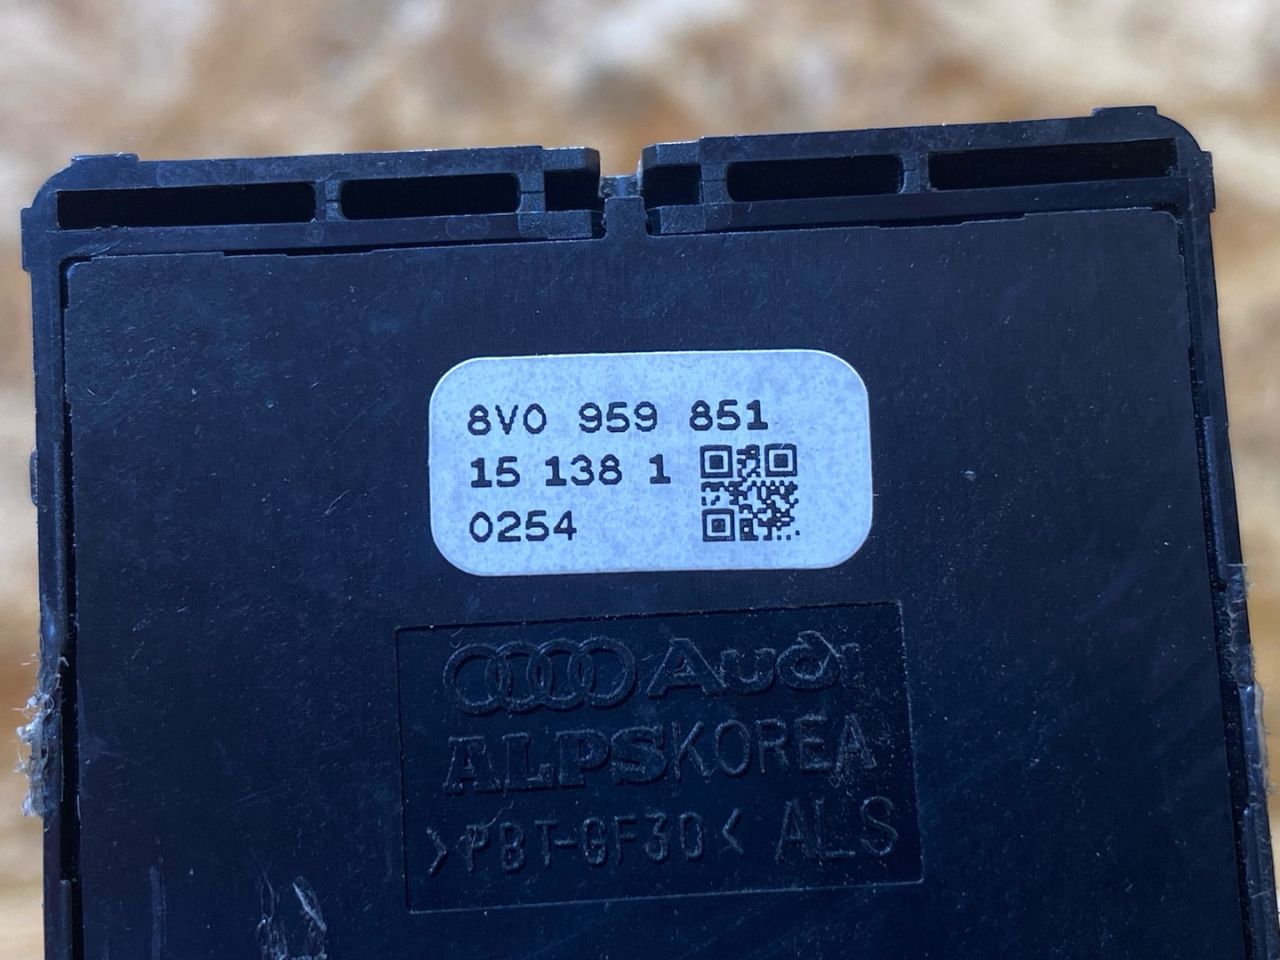 8V0 959 851
15 138 1
0254
Audi
ALPSKOREA
>PBT-GF30< ALS